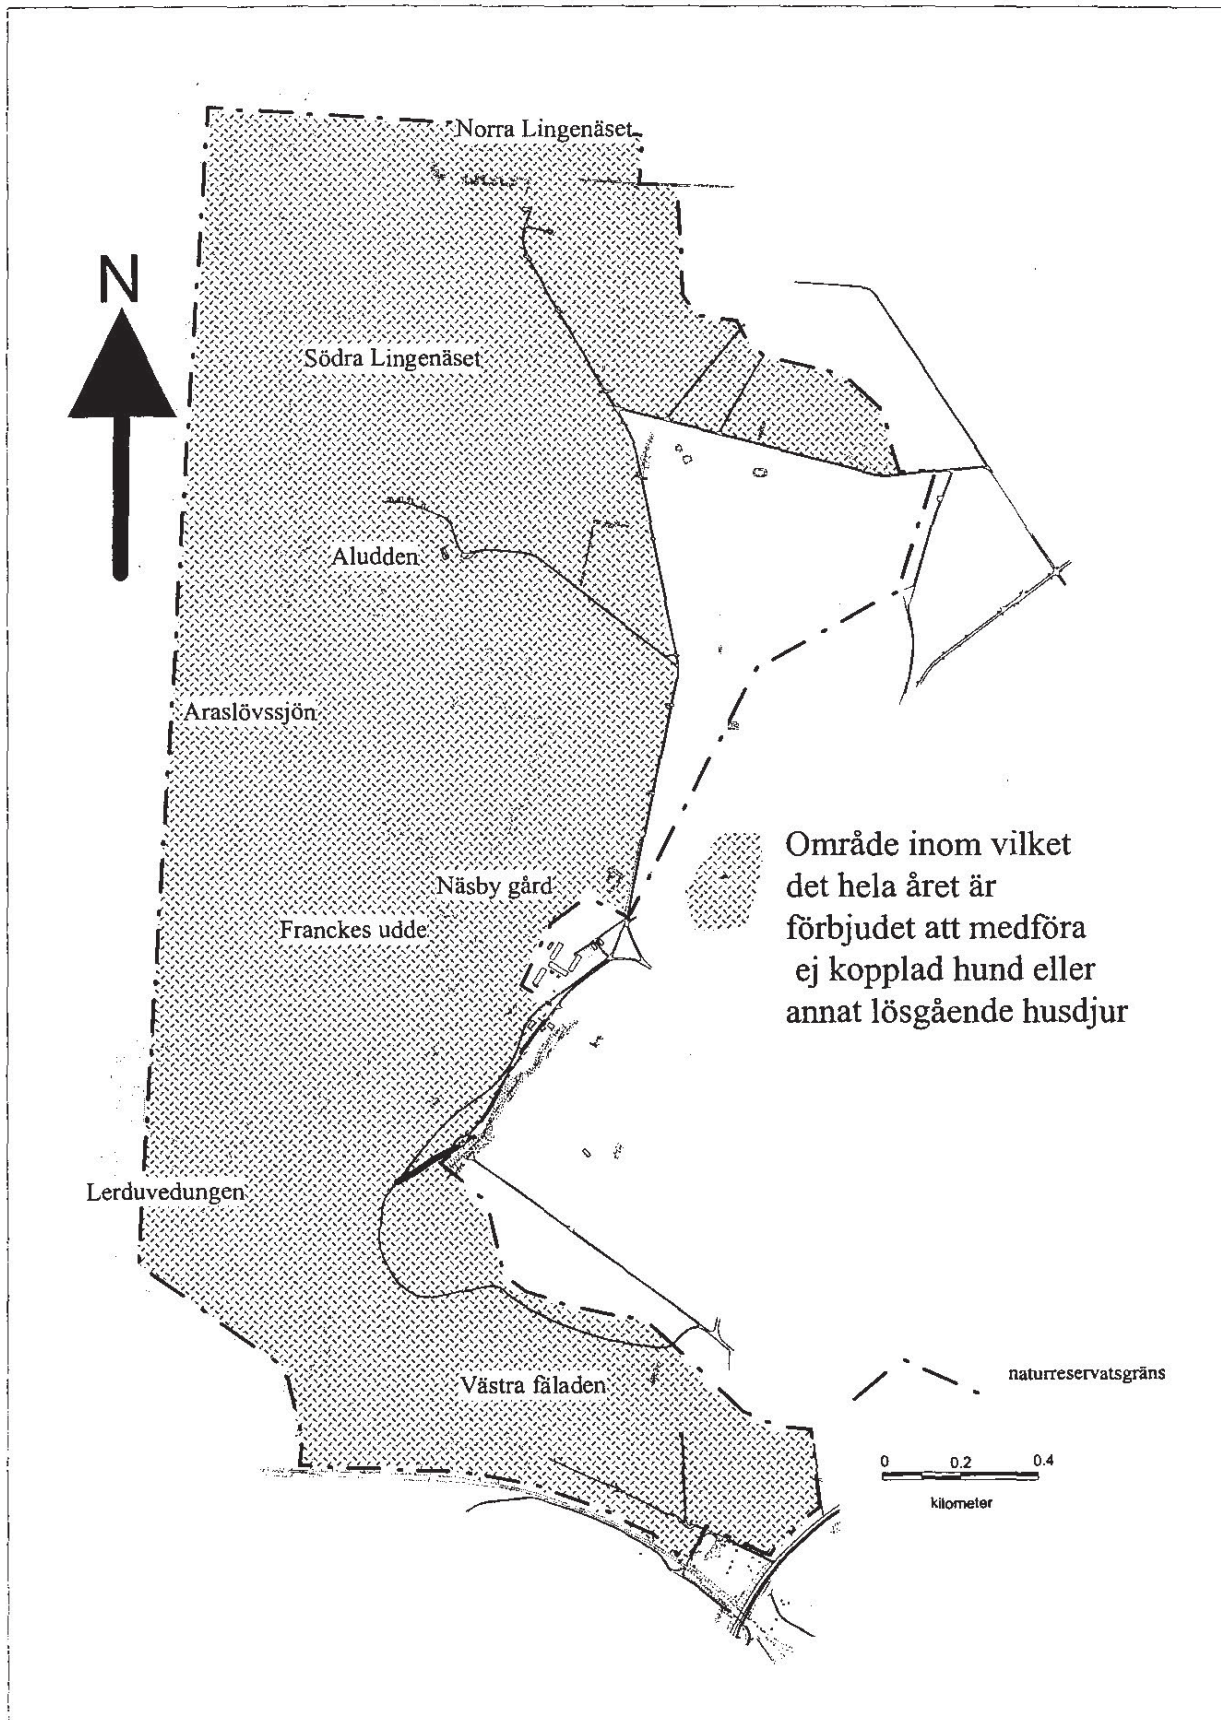 Norra Lingenäset
N
Södra Lingenäset
Aludden
Araslövssjön
Område inom vilket
det hela året är
förbjudet att medföra
ej kopplad hund eller
annat lösgående husdjur
Näsby gård
Franckes udde
Lerduvedungen
Västra fäladen
naturreservatsgräns
0 0.2 0.4
kilometer